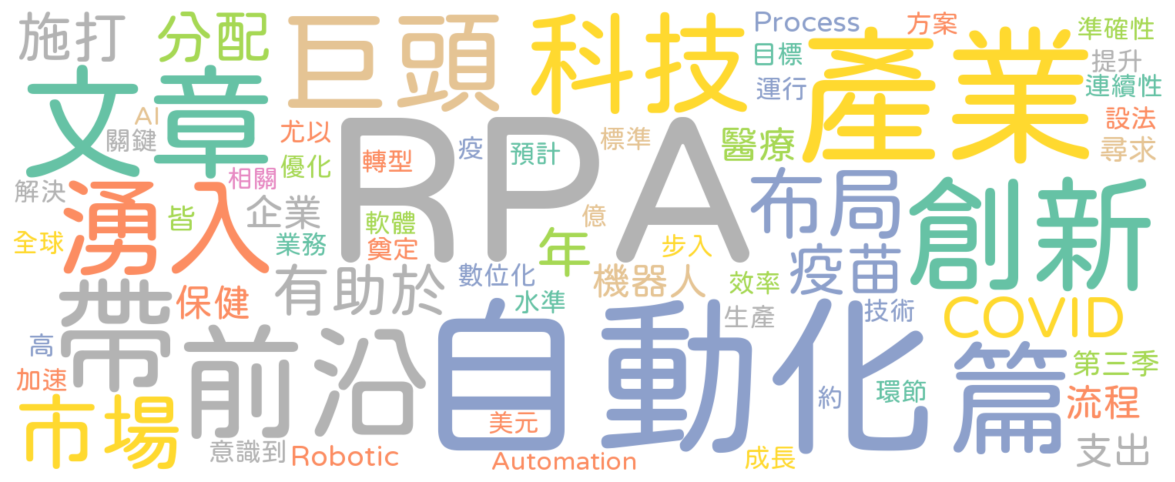 施打
分配
巨頭
科技
Process
方案
準確性
目標
產業
提升
運行
連續性
文章
AI
關鍵
尤以
RPA
疫
標準
醫療
設法
尋求
優化
轉型
預計
解決
湧入
相關
企業
布局
創新
皆
軟體
億
全球
業務
奠定
年
步入
疫苗
有助於
數位化
機器人
效率
帶
保健
水準
生產
技術
COVID
高
前沿
自動化
篇
第三季
加速
約
環節
流程
市場
美元
意識到
Robotic
Automation
成長
支出